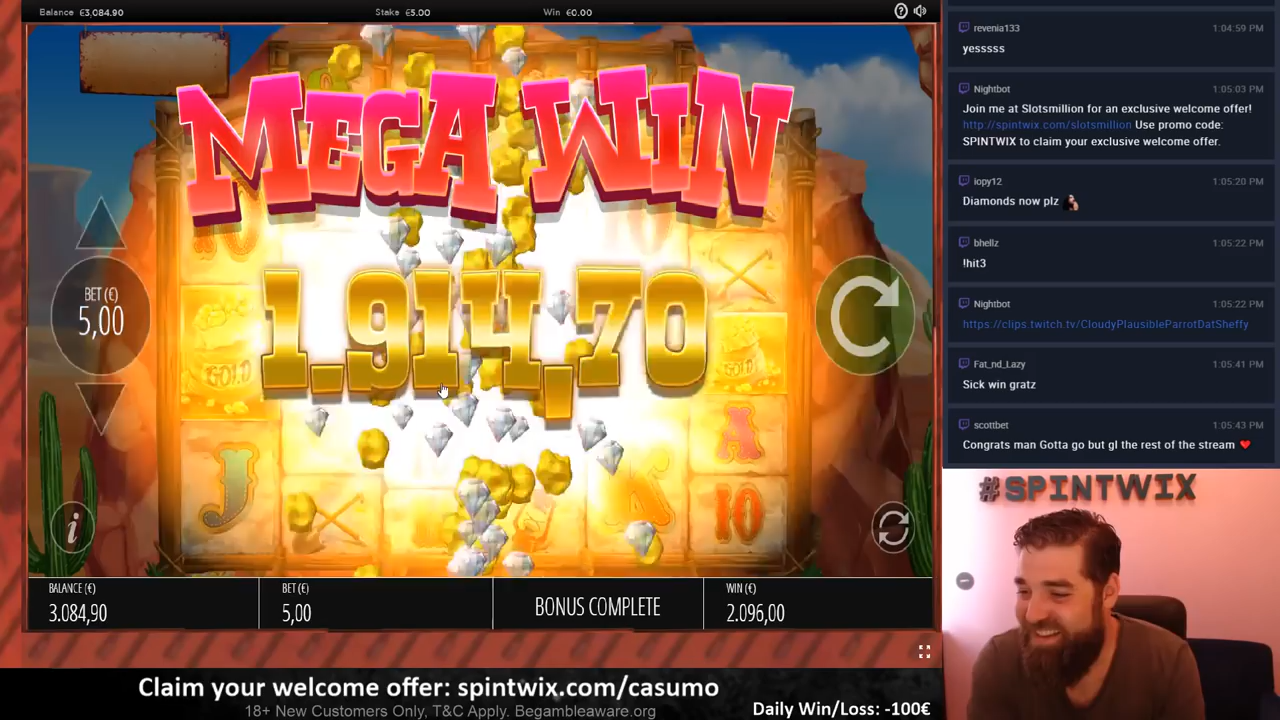 Balance €3,084.90
Stake €5.00
Win €0.00
MEGA WIN
1.914,70
BET (€)
5,00
J
A
10
i
BALANCE (€)
3.084,90
BET (€)
5,00
BONUS COMPLETE
WIN (€)
2.096,00
Claim your welcome offer: spintwix.com/casumo
18+ New Customers Only, T&C Apply. Begambleaware.org
Daily Win/Loss: -100€
revenia133 1:04:59 PM
yesssss
Nightbot 1:05:03 PM
Join me at Slotsmillion for an exclusive welcome offer!
http://spintwix.com/slotsmillion Use promo code:
SPINTWIX to claim your exclusive welcome offer.
iopy12 1:05:20 PM
Diamonds now plz
bhellz 1:05:22 PM
!hit3
Nightbot 1:05:22 PM
https://clips.twitch.tv/CloudyPlausibleParrotDatSheffy
Fat_nd_Lazy 1:05:41 PM
Sick win gratz
scottbet 1:05:43 PM
Congrats man Gotta go but gl the rest of the stream ❤
#SPINTWIX